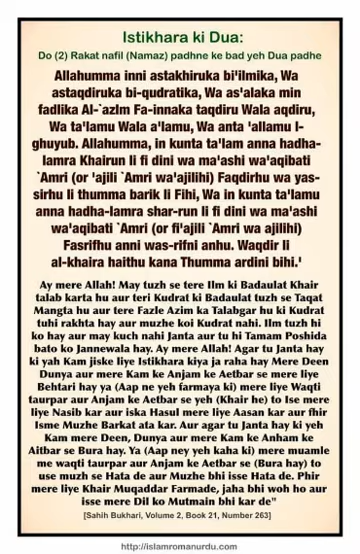 Istikhara ki Dua:
Do (2) Rakat nafil (Namaz) padhne ke bad yeh Dua padhe
Allahumma inni astakhiruka bi'ilmika, Wa
astaqdiruka bi-qudratika, Wa as'alaka min
fadlika Al-`azlm Fa-innaka taqdiru Wala aqdiru,
Wa ta'lamu Wala a'lamu, Wa anta 'allamu l-
ghuyub. Allahumma, in kunta ta'lam anna hadha-
lamra Khairun li fi dini wa ma'ashi wa'aqibati
`Amri (or 'ajili `Amri wa'ajilihi) Faqdirhu wa yas-
sirhu li thumma barik li Fihi, Wa in kunta ta'lamu
anna hadha-lamra shar-run li fi dini wa ma'ashi
wa'aqibati `Amri (or fi'ajili `Amri wa ajilihi)
Fasrifhu anni was-rifni anhu. Waqdir li
al-khaira haithu kana Thumma ardini bihi.'
Ay mere Allah! May tuzh se tere Ilm ki Badaulat Khair
talab karta hu aur teri Kudrat ki Badaulat tuzh se Taqat
Mangta hu aur tere Fazle Azim ka Talabgar hu ki Kudrat
tuhi rakhta hay aur muzhe koi Kudrat nahi. Ilm tuzh hi
ko hay aur may kuch nahi Janta aur tu hi Tamam Poshida
bato ko Jannewala hay. Ay mere Allah! Agar tu Janta hay
ki yah Kam jiske liye Istikhara kiya ja raha hay Mere Deen
Dunya aur mere Kam ke Anjam ke Aetbar se mere liye
Behtari hay ya (Aap ne yeh farmaya ki) mere liye Waqti
taurpar aur Anjam ke Aetbar se yeh (Khair he) to Ise mere
liye Nasib kar aur iska Hasul mere liye Aasan kar aur fhir
Isme Muzhe Barkat ata kar. Aur agar tu Janta hay ki yeh
Kam mere Deen, Dunya aur mere Kam ke Anham ke
Aitbar se Bura hay. Ya (Aap ney yeh kaha ki) mere muamle
me waqti taurpar aur Anjam ke Aetbar se (Bura hay) to
use muzh se Hata de aur Muzhe bhi isse Hata de. Phir
mere liye Khair Muqaddar Farmade, jaha bhi woh ho aur
isse mere Dil ko Mutmain bhi kar de"
[Sahih Bukhari, Volume 2, Book 21, Number 263]
http://islamromanurdu.com